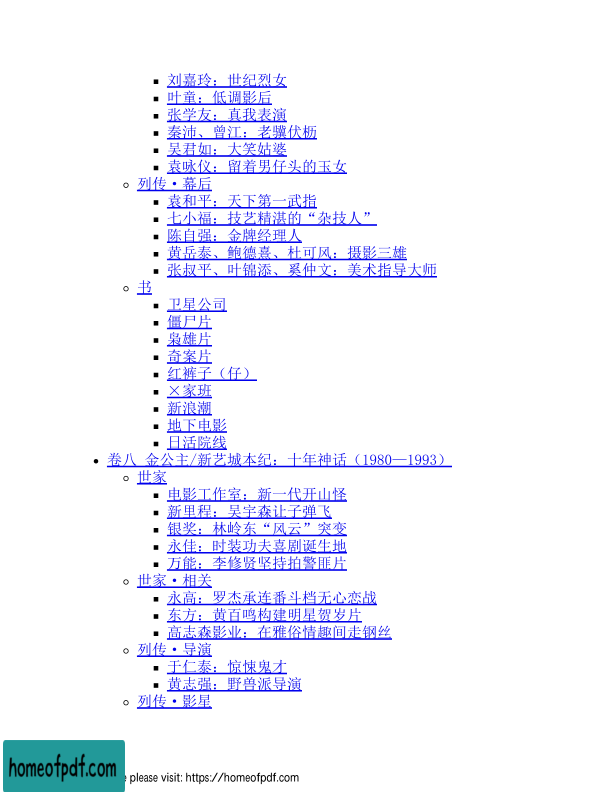 刘嘉玲：世纪烈女
叶童：低调影后
张学友：真我表演
秦沛、曾江：老骥伏枥
吴君如：大笑姑婆
袁咏仪：留着男仔头的玉女
列传·幕后
袁和平：天下第一武指
七小福：技艺精湛的“杂技人”
陈自强：金牌经理人
黄岳泰、鲍德熹、杜可风：摄影三雄
张叔平、叶锦添、奚仲文：美术指导大师
书
卫星公司
僵尸片
枭雄片
奇案片
红裤子（仔）
×家班
新浪潮
地下电影
日活院线
卷八 金公主/新艺城本纪：十年神话（1980—1993）
世家
电影工作室：新一代开山怪
新里程：吴宇森让子弹飞
银奖：林岭东“风云”突变
永佳：时装功夫喜剧诞生地
万能：李修贤坚持拍警匪片
世家·相关
永高：罗杰承连番斗档无心恋战
东方：黄百鸣构建明星贺岁片
高志森影业：在雅俗情趣间走钢丝
列传·导演
于仁泰：惊悚鬼才
黄志强：野兽派导演
列传·影星
homeofpdf.com
please visit: https://homeofpdf.com